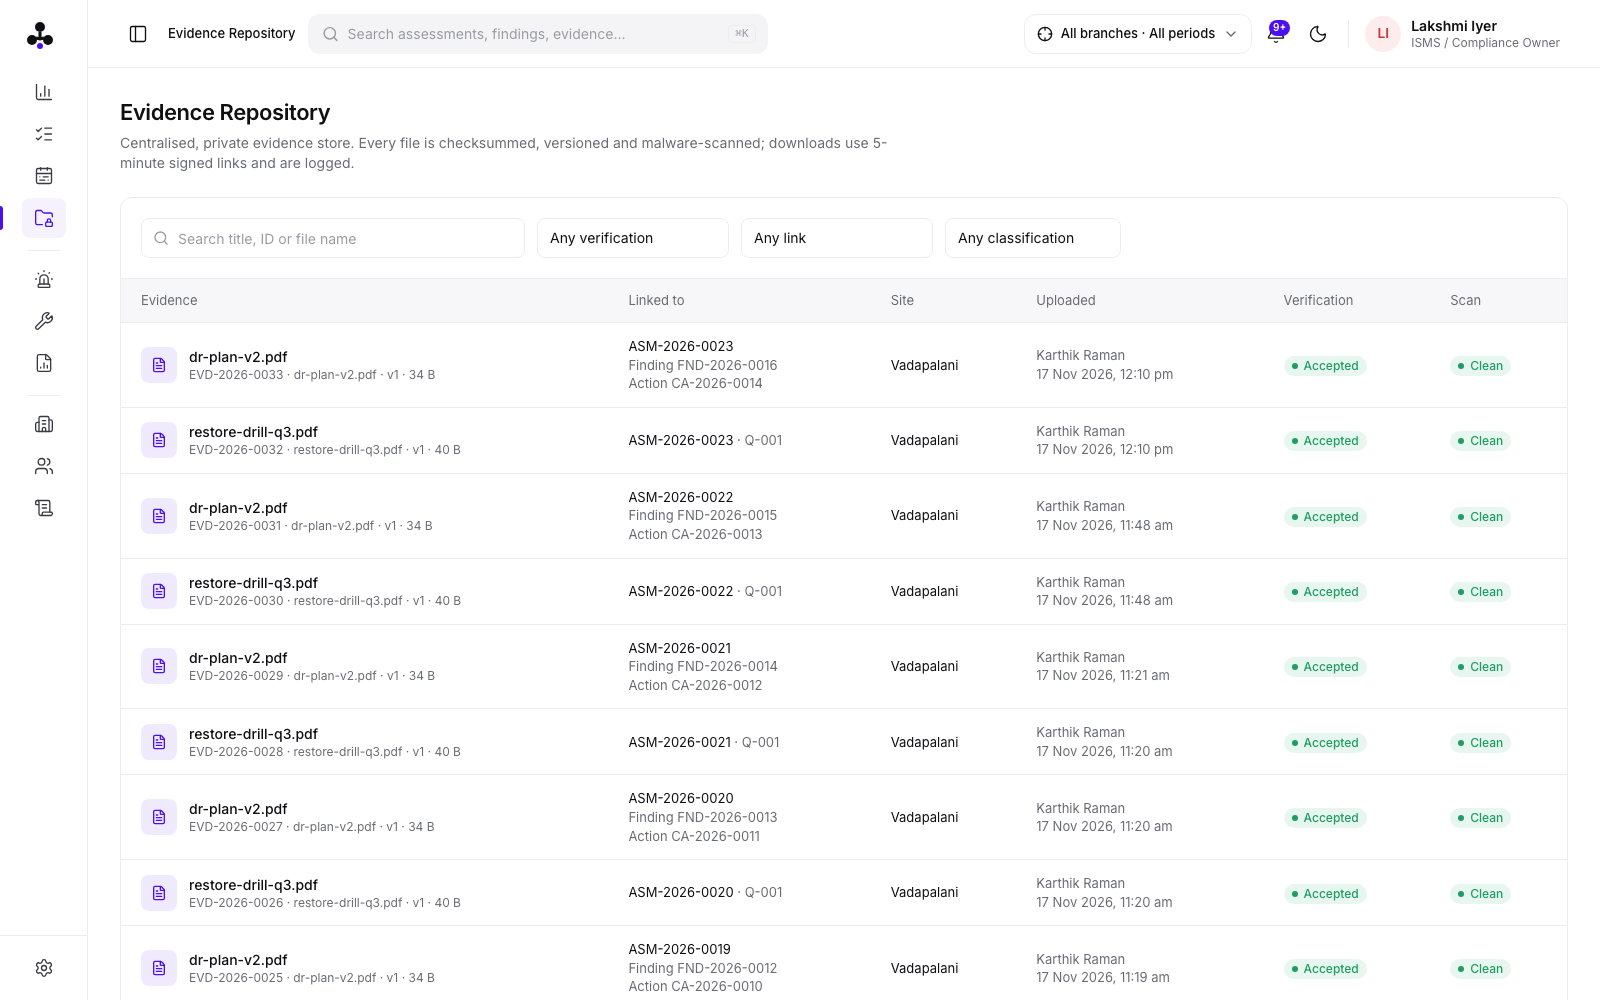 Evidence Repository
Search assessments, findings, evidence...
⌘K
All branches · All periods
9+
LI
Lakshmi Iyer
ISMS / Compliance Owner
Evidence Repository
Centralised, private evidence store. Every file is checksummed, versioned and malware-scanned; downloads use 5-
minute signed links and are logged.
Search title, ID or file name
Any verification
Any link
Any classification
Evidence
Linked to
Site
Uploaded
Verification
Scan
dr-plan-v2.pdf
EVD-2026-0033 · dr-plan-v2.pdf · v1 · 34 B
ASM-2026-0023
Finding FND-2026-0016
Action CA-2026-0014
Vadapalani
Karthik Raman
17 Nov 2026, 12:10 pm
Accepted
Clean
restore-drill-q3.pdf
EVD-2026-0032 · restore-drill-q3.pdf · v1 · 40 B
ASM-2026-0023 · Q-001
Vadapalani
Karthik Raman
17 Nov 2026, 12:10 pm
Accepted
Clean
dr-plan-v2.pdf
EVD-2026-0031 · dr-plan-v2.pdf · v1 · 34 B
ASM-2026-0022
Finding FND-2026-0015
Action CA-2026-0013
Vadapalani
Karthik Raman
17 Nov 2026, 11:48 am
Accepted
Clean
restore-drill-q3.pdf
EVD-2026-0030 · restore-drill-q3.pdf · v1 · 40 B
ASM-2026-0022 · Q-001
Vadapalani
Karthik Raman
17 Nov 2026, 11:48 am
Accepted
Clean
dr-plan-v2.pdf
EVD-2026-0029 · dr-plan-v2.pdf · v1 · 34 B
ASM-2026-0021
Finding FND-2026-0014
Action CA-2026-0012
Vadapalani
Karthik Raman
17 Nov 2026, 11:21 am
Accepted
Clean
restore-drill-q3.pdf
EVD-2026-0028 · restore-drill-q3.pdf · v1 · 40 B
ASM-2026-0021 · Q-001
Vadapalani
Karthik Raman
17 Nov 2026, 11:20 am
Accepted
Clean
dr-plan-v2.pdf
EVD-2026-0027 · dr-plan-v2.pdf · v1 · 34 B
ASM-2026-0020
Finding FND-2026-0013
Action CA-2026-0011
Vadapalani
Karthik Raman
17 Nov 2026, 11:20 am
Accepted
Clean
restore-drill-q3.pdf
EVD-2026-0026 · restore-drill-q3.pdf · v1 · 40 B
ASM-2026-0020 · Q-001
Vadapalani
Karthik Raman
17 Nov 2026, 11:20 am
Accepted
Clean
dr-plan-v2.pdf
EVD-2026-0025 · dr-plan-v2.pdf · v1 · 34 B
ASM-2026-0019
Finding FND-2026-0012
Action CA-2026-0010
Vadapalani
Karthik Raman
17 Nov 2026, 11:19 am
Accepted
Clean